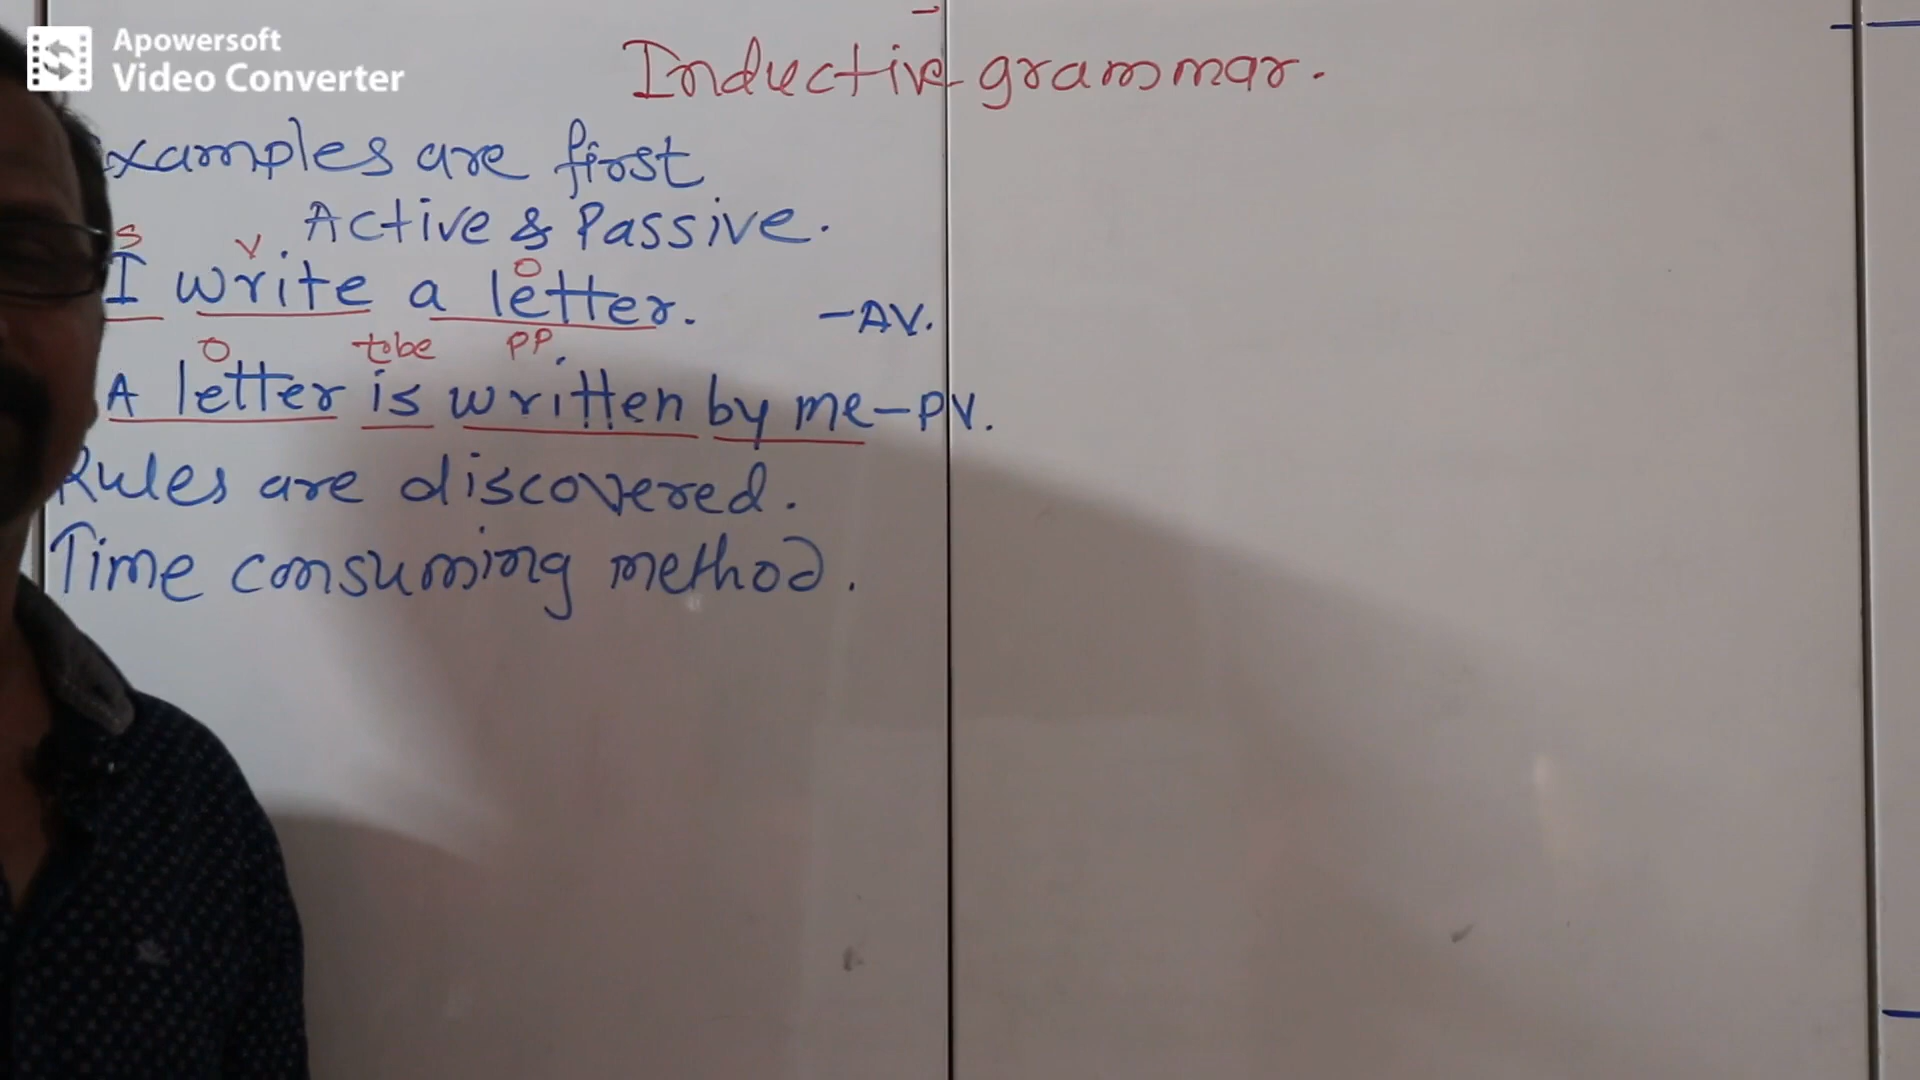 Apowersoft
Video Converter
Inductive grammar.
Examples are first
Active & Passive.
S V O
I write a letter. -AV.
O tobe PP.
A letter is written by me-PV.
Rules are discovered.
Time consuming method.